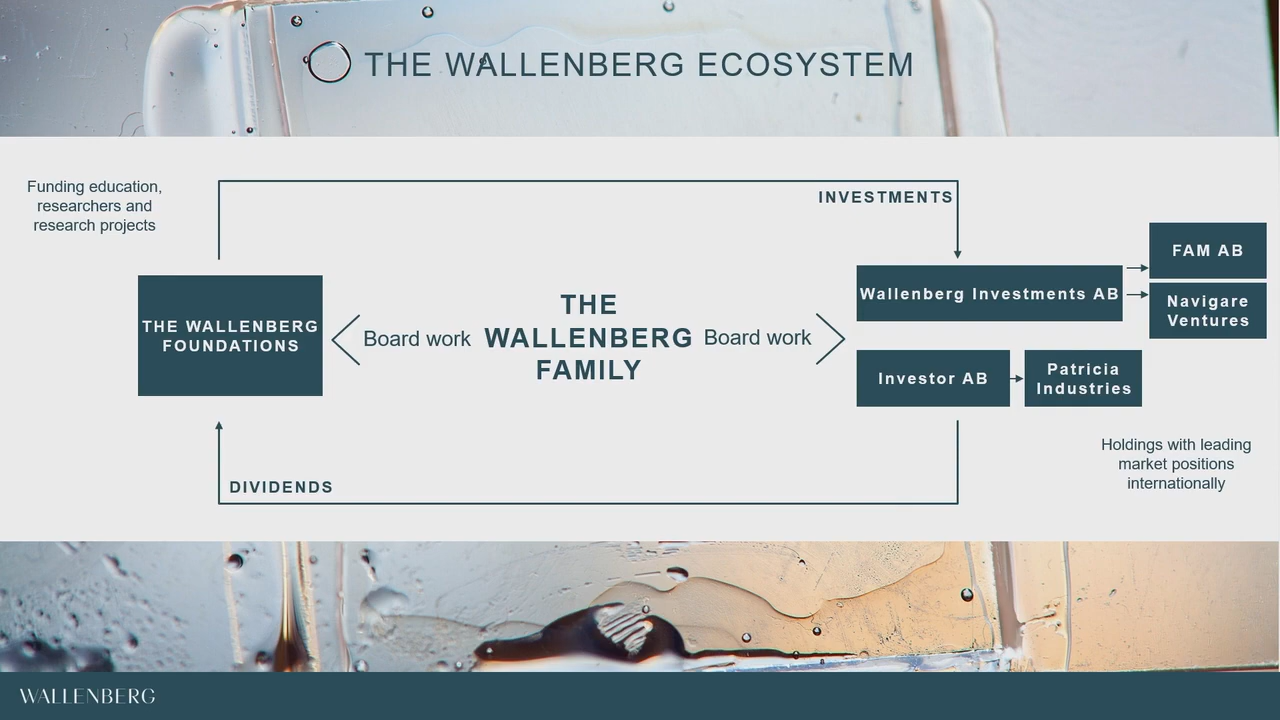 THE WALLENBERG ECOSYSTEM
Funding education,
researchers and
research projects
INVESTMENTS
FAM AB
Wallenberg Investments AB
Navigare
Ventures
THE WALLENBERG
FOUNDATIONS
Board work
THE
WALLENBERG
FAMILY
Board work
Investor AB
Patricia
Industries
Holdings with leading
market positions
internationally
DIVIDENDS
WALLENBERG